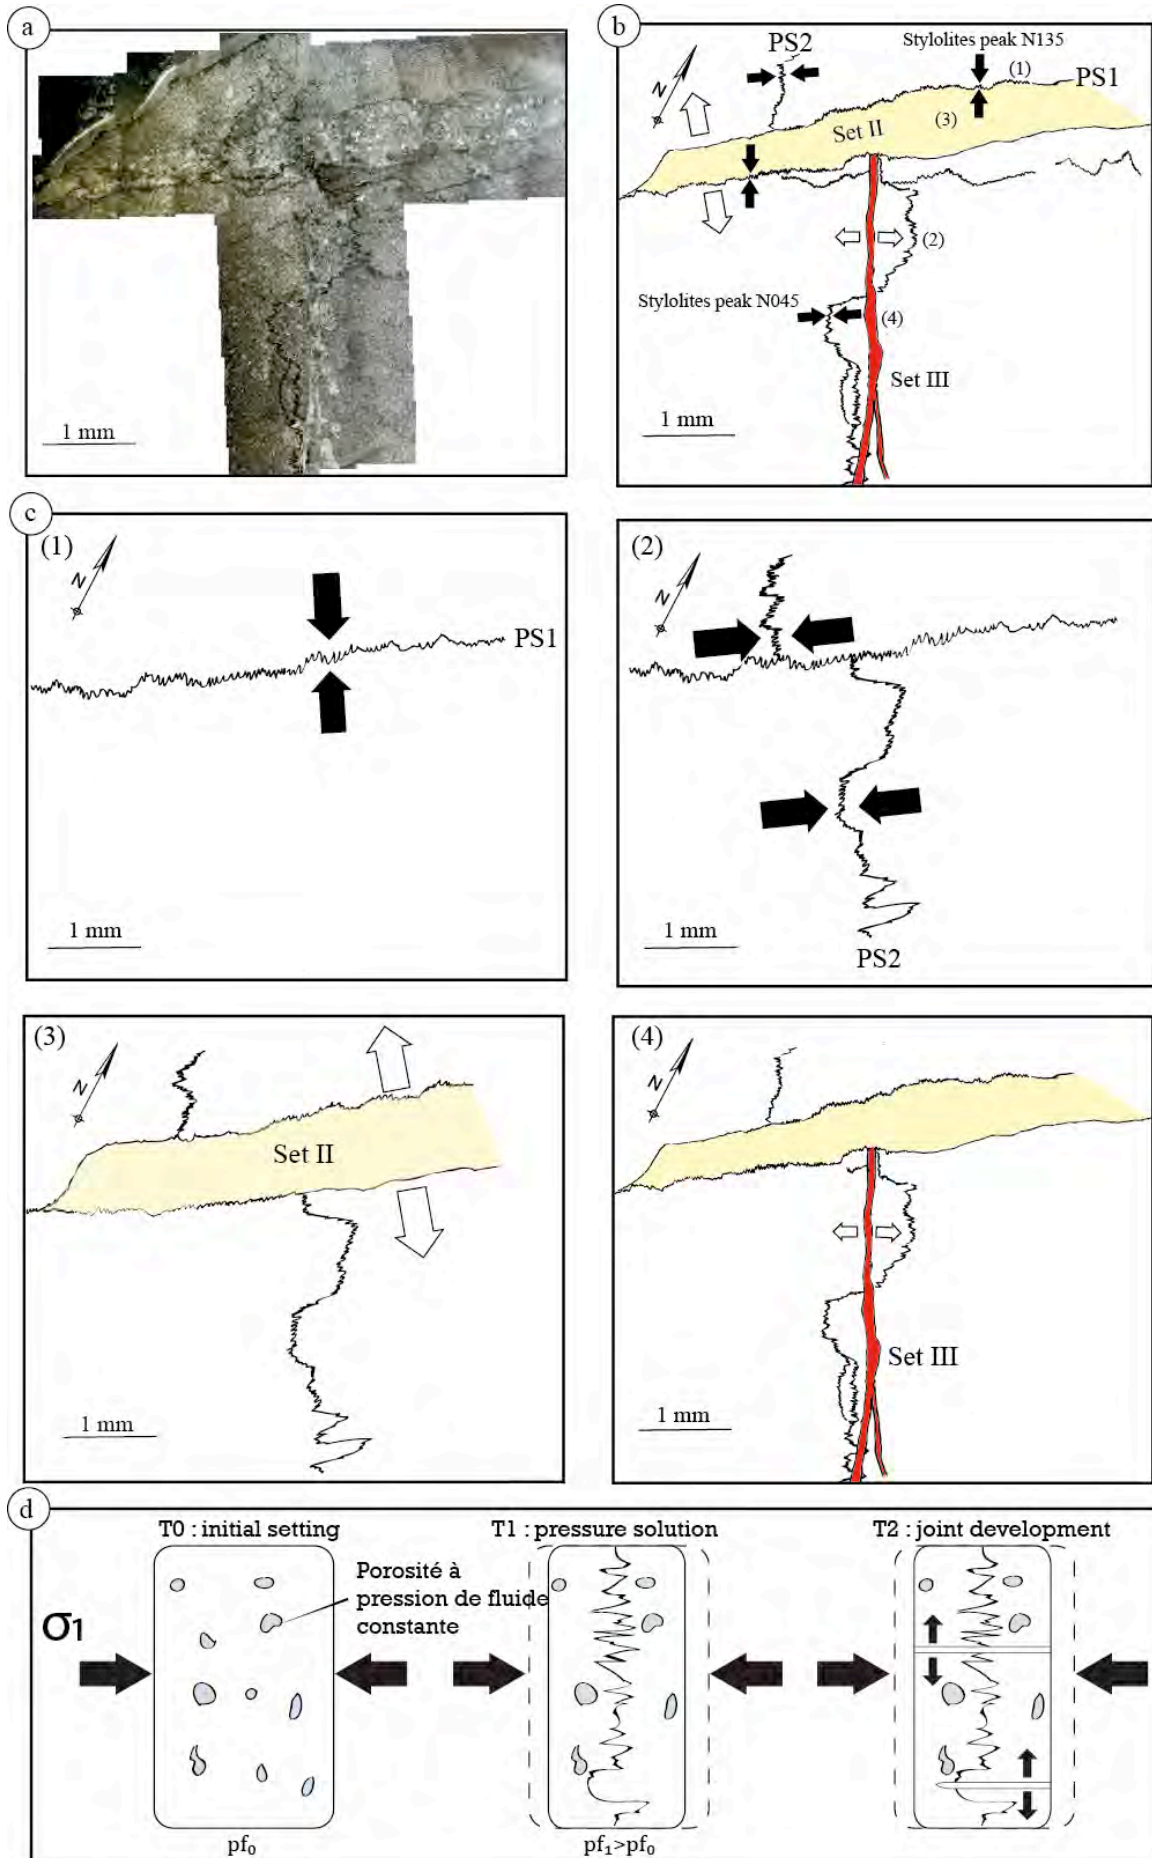 a
1 mm
b
PS2
Stylolites peak N135
(1)
PS1
N
Set II
(3)
(2)
Stylolites peak N045
(4)
Set III
1 mm
c
(1)
N
PS1
1 mm
(2)
N
1 mm
PS2
(3)
N
Set II
1 mm
(4)
N
Set III
1 mm
d
T0 : initial setting
T1 : pressure solution
T2 : joint development
Porosité à
pression de fluide
constante
σ1
pf₀
pf₁>pf₀